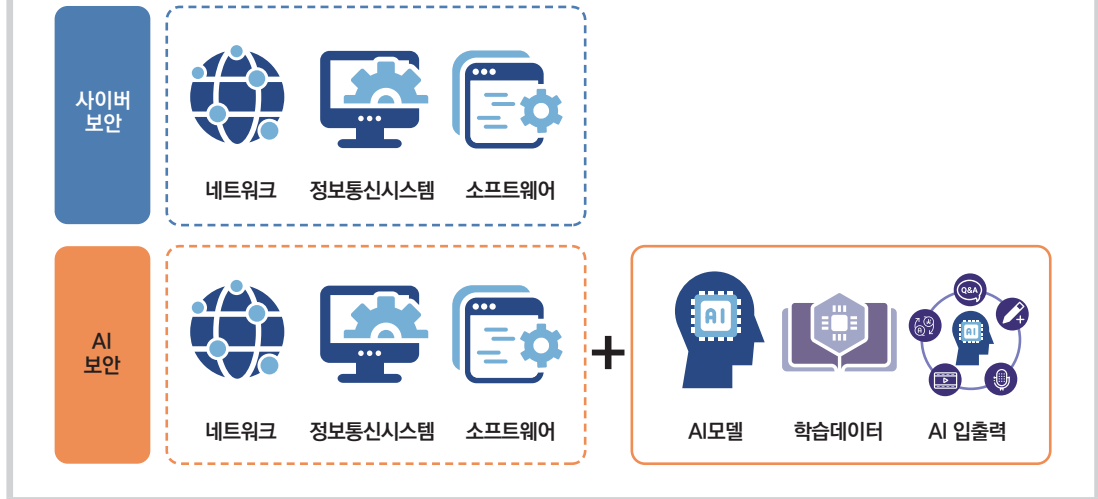 사이버
보안
네트워크
정보통신시스템
소프트웨어
AI
보안
네트워크
정보통신시스템
소프트웨어
+
AI
AI모델
학습데이터
Q&A
A
AI
AI 입출력